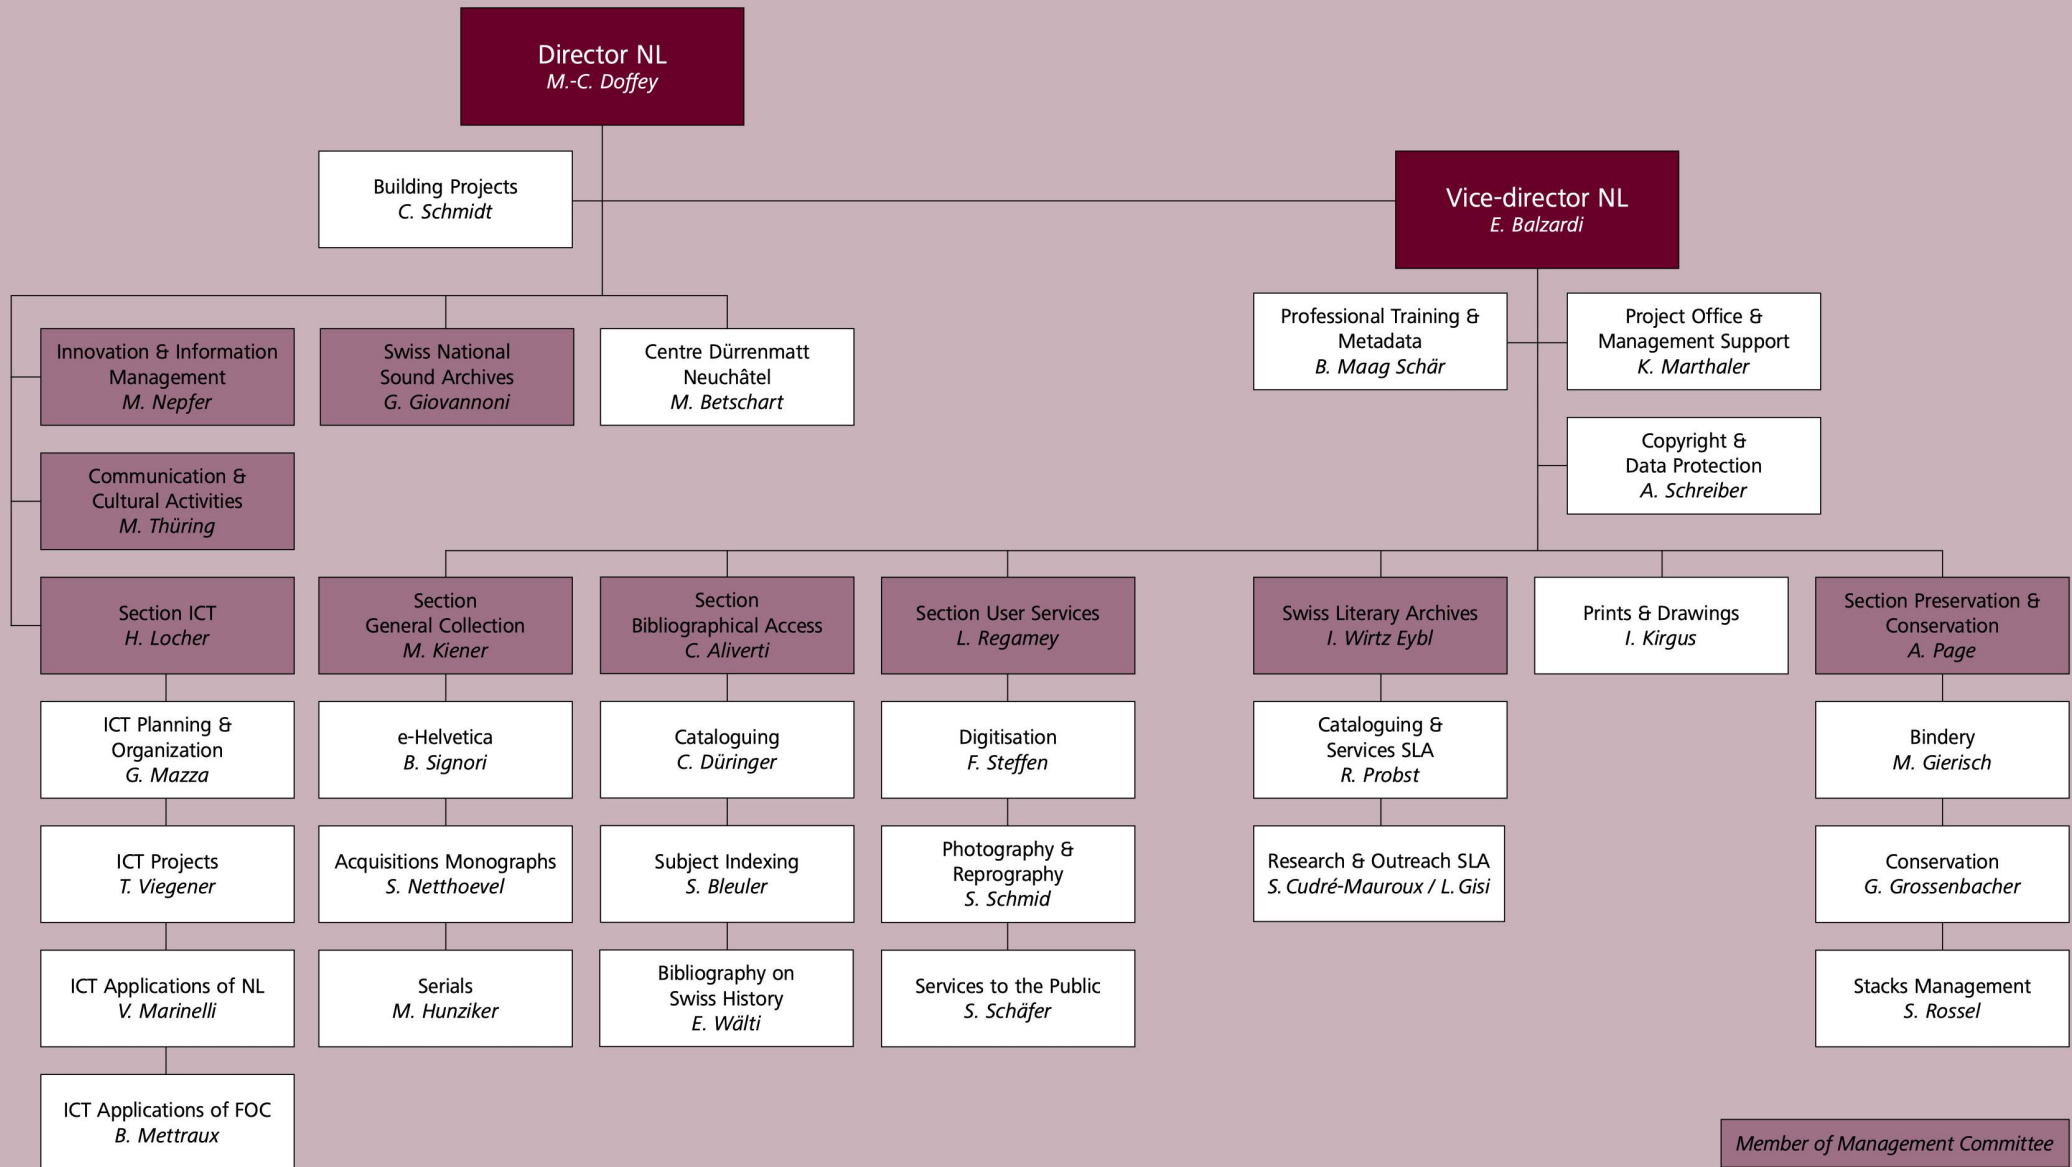 Director NL
M.-C. Doffey
Building Projects
C. Schmidt
Vice-director NL
E. Balzardi
Professional Training &
Metadata
B. Maag Schär
Project Office &
Management Support
K. Marthaler
Innovation & Information
Management
M. Nepfer
Swiss National
Sound Archives
G. Giovannoni
Centre Dürrenmatt
Neuchâtel
M. Betschart
Copyright &
Data Protection
A. Schreiber
Communication &
Cultural Activities
M. Thüring
Section ICT
H. Locher
Section
General Collection
M. Kiener
Section
Bibliographical Access
C. Aliverti
Section User Services
L. Regamey
Swiss Literary Archives
I. Wirtz Eybl
Prints & Drawings
I. Kirgus
Section Preservation &
Conservation
A. Page
ICT Planning &
Organization
G. Mazza
e-Helvetica
B. Signori
Cataloguing
C. Düringer
Digitisation
F. Steffen
Cataloguing &
Services SLA
R. Probst
Bindery
M. Gierisch
ICT Projects
T. Viegener
Acquisitions Monographs
S. Netthoevel
Subject Indexing
S. Bleuler
Photography &
Reprography
S. Schmid
Research & Outreach SLA
S. Cudré-Mauroux / L. Gisi
Conservation
G. Grossenbacher
ICT Applications of NL
V. Marinelli
Serials
M. Hunziker
Bibliography on
Swiss History
E. Wälti
Services to the Public
S. Schäfer
Stacks Management
S. Rossel
ICT Applications of FOC
B. Mettraux
Member of Management Committee